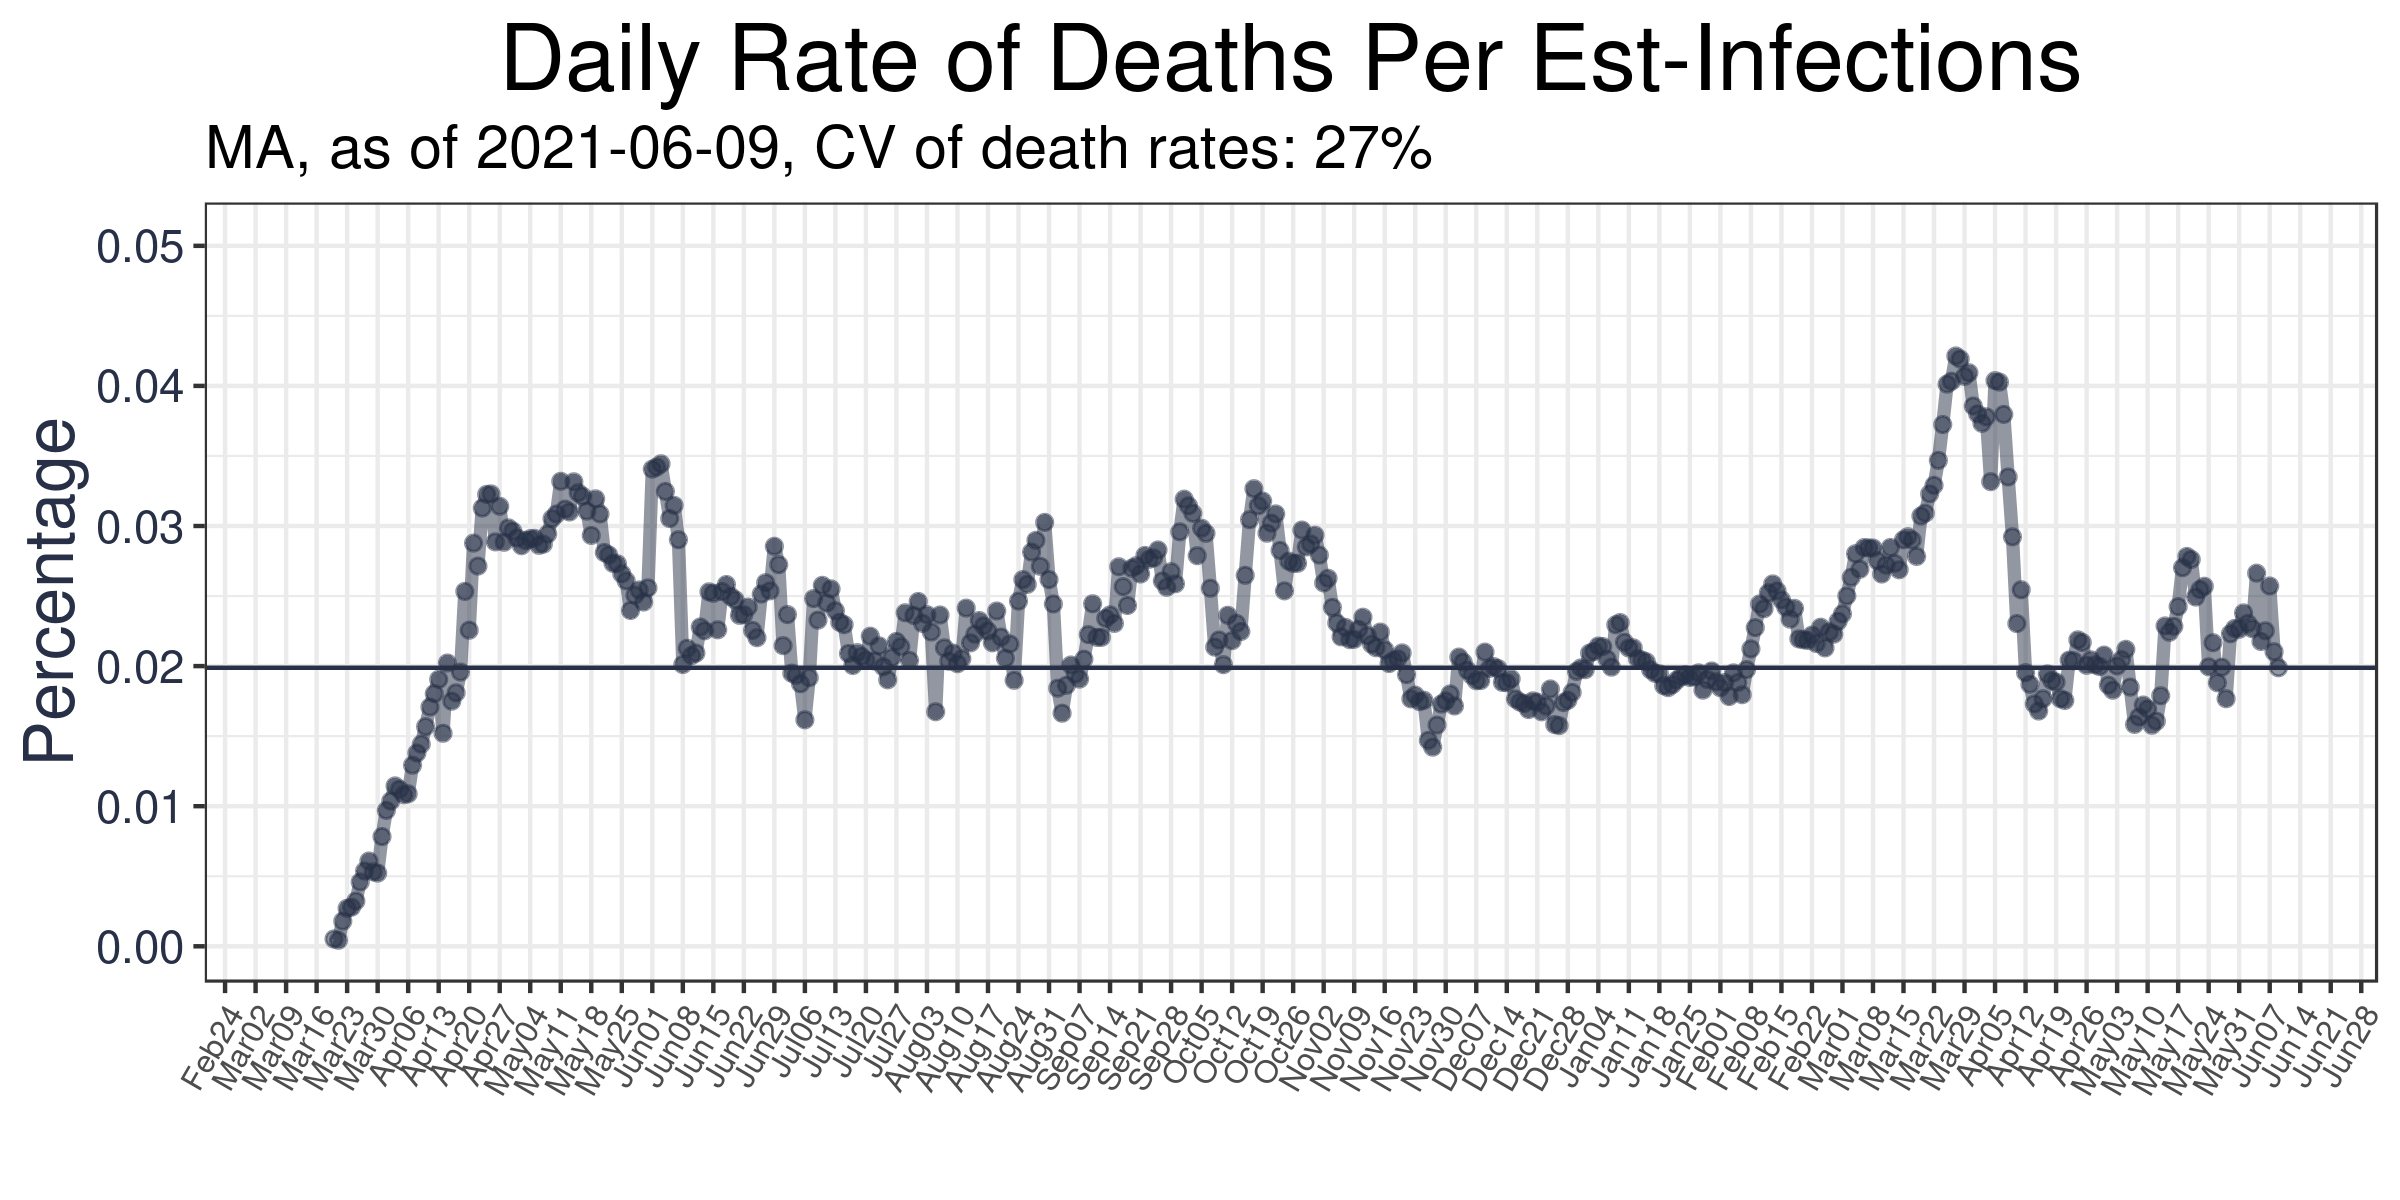 Daily Rate of Deaths Per Est-Infections
MA, as of 2021-06-09, CV of death rates: 27%
Percentage
0.05
0.04
0.03
0.02
0.01
0.00
Feb24
Mar02
Mar09
Mar16
Mar23
Mar30
Apr06
Apr13
Apr20
Apr27
May04
May11
May18
May25
Jun01
Jun08
Jun15
Jun22
Jun29
Jul06
Jul13
Jul20
Jul27
Aug03
Aug10
Aug17
Aug24
Aug31
Sep07
Sep14
Sep21
Sep28
Oct05
Oct12
Oct19
Oct26
Nov02
Nov09
Nov16
Nov23
Nov30
Dec07
Dec14
Dec21
Dec28
Jan04
Jan11
Jan18
Jan25
Feb01
Feb08
Feb15
Feb22
Mar01
Mar08
Mar15
Mar22
Mar29
Apr05
Apr12
Apr19
Apr26
May03
May10
May17
May24
May31
Jun07
Jun14
Jun21
Jun28